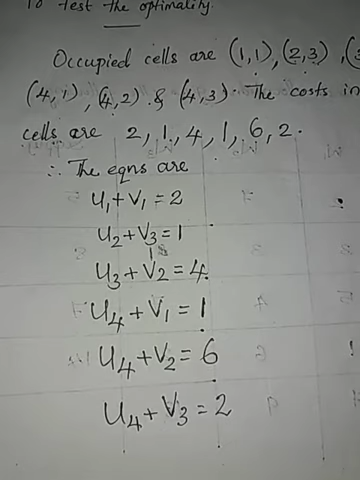 To test the optimality.
Occupied cells are (1,1), (2,3), (3
(4,1), (4,2) & (4,3). The costs in
cells are 2, 1, 4, 1, 6, 2.
∴ The eqns are
U₁+V₁=2
U₂+V₃=1
U₃+V₂=4
U₄+V₁=1
U₄+V₂=6
U₄+V₃=2